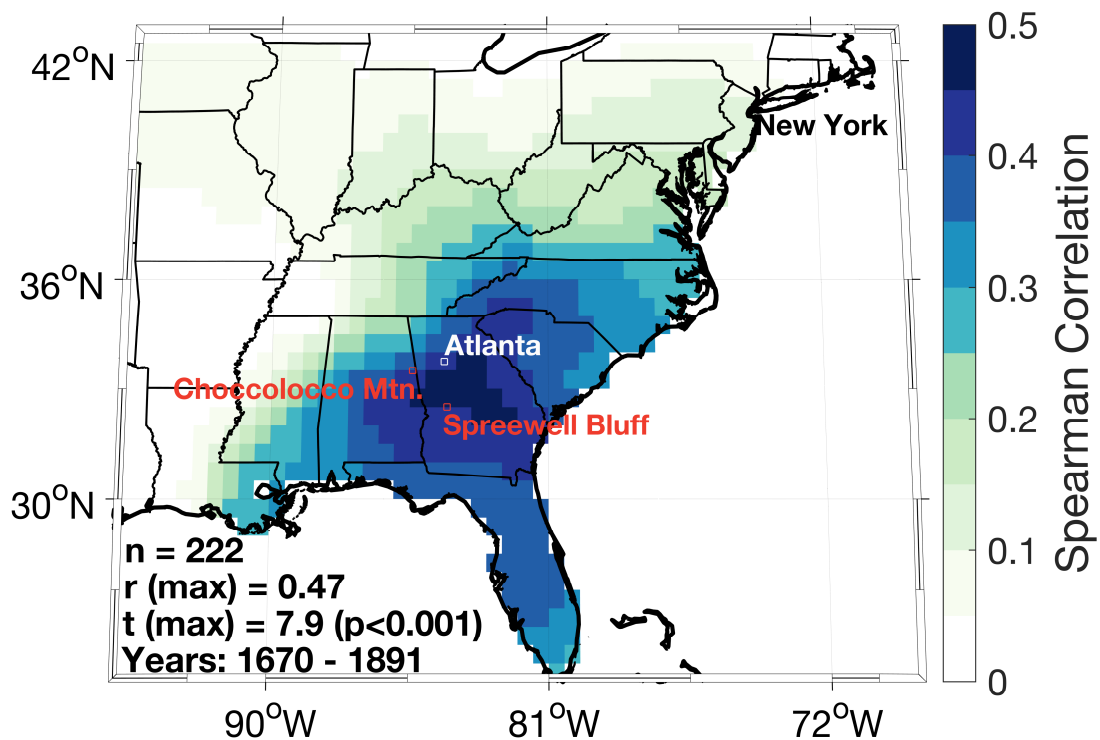 0.5
42°N
New York
0.4
36°N
0.3
Atlanta
Choccolocco Mtn.
Spreewell Bluff
0.2
30°N
n = 222
0.1
r (max) = 0.47
t (max) = 7.9 (p<0.001)
Years: 1670 - 1891
0
90°W
81°W
72°W
Spearman Correlation